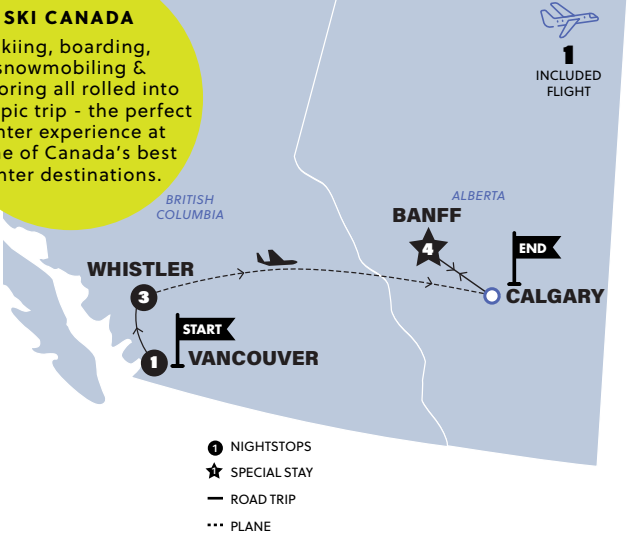 SKI CANADA
kiing, boarding,
snowmobiling &
oring all rolled into
pic trip - the perfect
nter experience at
e of Canada's best
nter destinations.
1
INCLUDED
FLIGHT
BRITISH
COLUMBIA
ALBERTA
BANFF
4
END
WHISTLER
3
CALGARY
START
1
VANCOUVER
1 NIGHTSTOPS
1 SPECIAL STAY
ROAD TRIP
PLANE